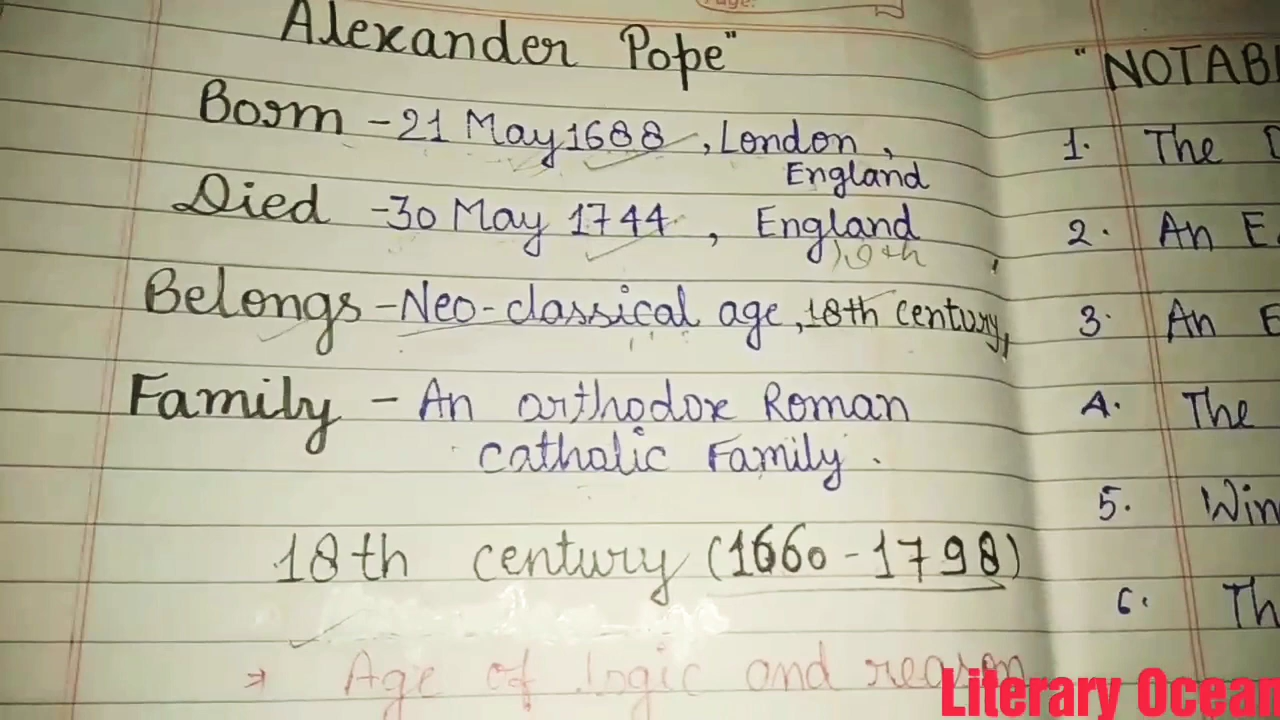 Alexander Pope"
Born - 21 May 1688, London,
England
Died - 30 May 1744, England
18th
Belongs - Neo-classical age, 18th century,
Family - An orthodox Roman
catholic Family.
18th century (1660 - 1798)
⇒ Age of logic and reason
"NOTAB
1. The
2. An E
3. An E
4. The
5. Win
6. Th
Literary Ocean